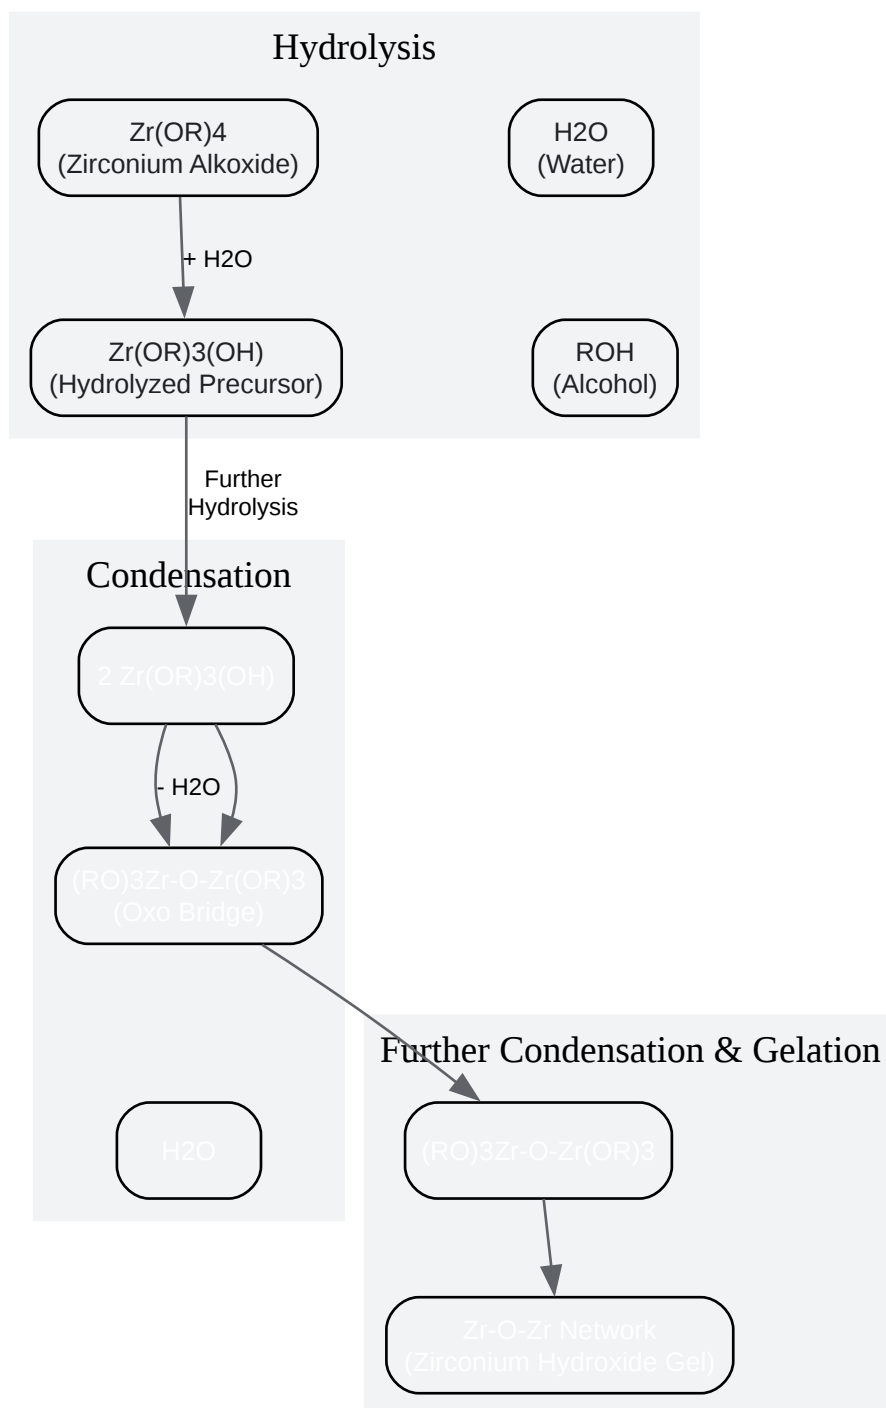 Hydrolysis
Zr(OR)4
(Zirconium Alkoxide)
H2O
(Water)
+ H2O
Zr(OR)3(OH)
(Hydrolyzed Precursor)
ROH
(Alcohol)
Further
Hydrolysis
Condensation
2 Zr(OR)3(OH)
- H2O
(RO)3Zr-O-Zr(OR)3
(Oxo Bridge)
H2O
Further Condensation & Gelation
(RO)3Zr-O-Zr(OR)3
Zr-O-Zr Network
(Zirconium Hydroxide Gel)